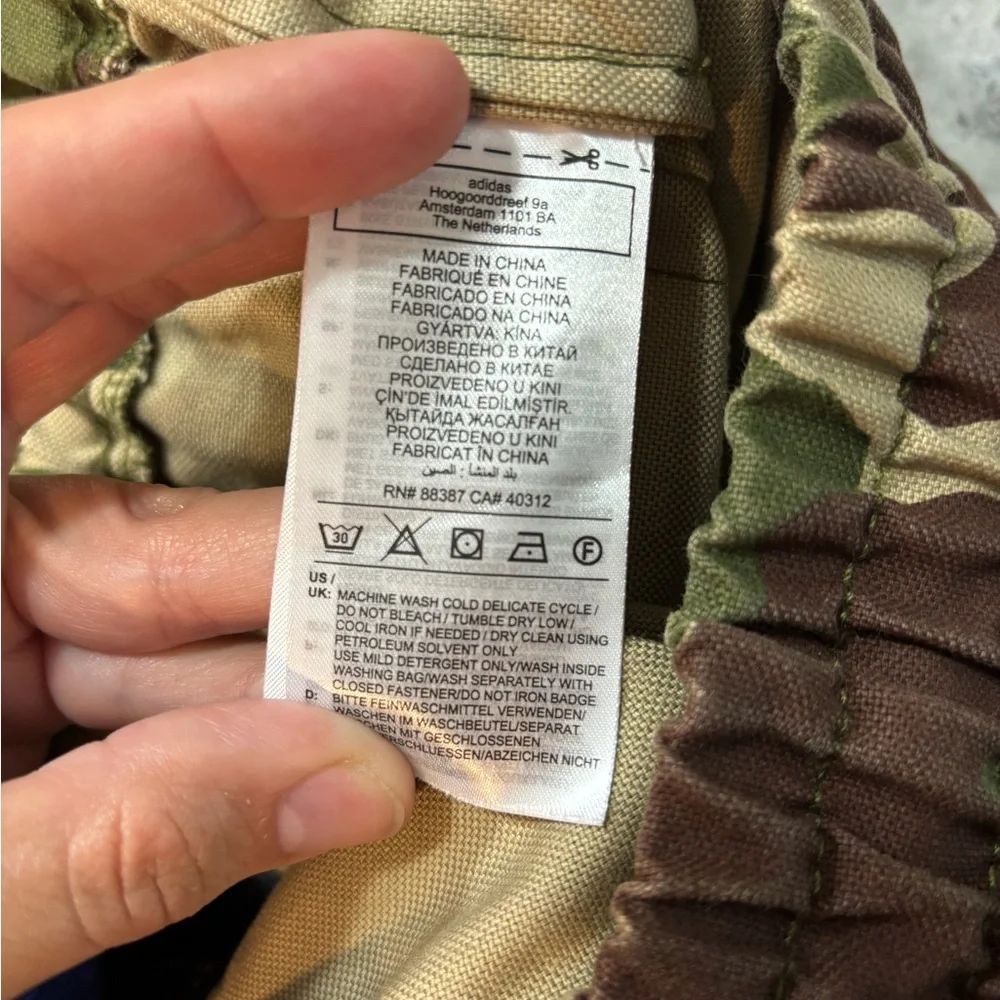 adidas
Hoogoorddreef 9a
Amsterdam 1101 BA
The Netherlands
MADE IN CHINA
FABRIQUÉ EN CHINE
FABRICADO EN CHINA
FABRICADO NA CHINA
GYÁRTVA: KÍNA
ПРОИЗВЕДЕНО В КИТАЙ
СДЕЛАНО В КИТАЕ
PROIZVEDENO U KINI
ÇİN'DE İMAL EDİLMİŞTİR.
ҚЫТАЙДА ЖАСАЛҒАН
PROIZVEDENO U KINI
FABRICAT ÎN CHINA
بلد المنشأ : الصين
RN# 88387 CA# 40312
30
F
US /
UK: MACHINE WASH COLD DELICATE CYCLE /
DO NOT BLEACH / TUMBLE DRY LOW /
COOL IRON IF NEEDED / DRY CLEAN USING
PETROLEUM SOLVENT ONLY
USE MILD DETERGENT ONLY/WASH INSIDE
WASHING BAG/WASH SEPARATELY WITH
CLOSED FASTENER/DO NOT IRON BADGE
D: BITTE FEINWASCHMITTEL VERWENDEN/
WASCHEN IM WASCHBEUTEL/SEPARAT
MIT GESCHLOSSENEN
ABZEICHEN NICHT